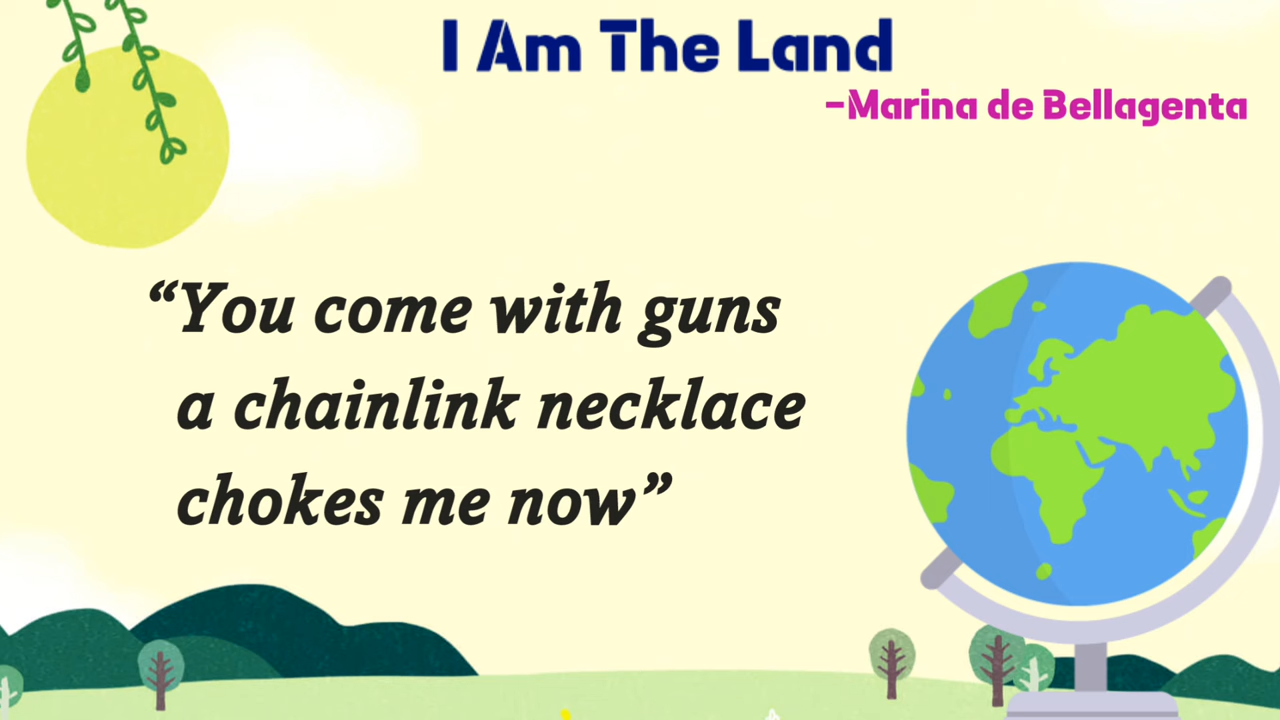 I Am The Land
-Marina de Bellagenta
“You come with guns
a chainlink necklace
chokes me now”